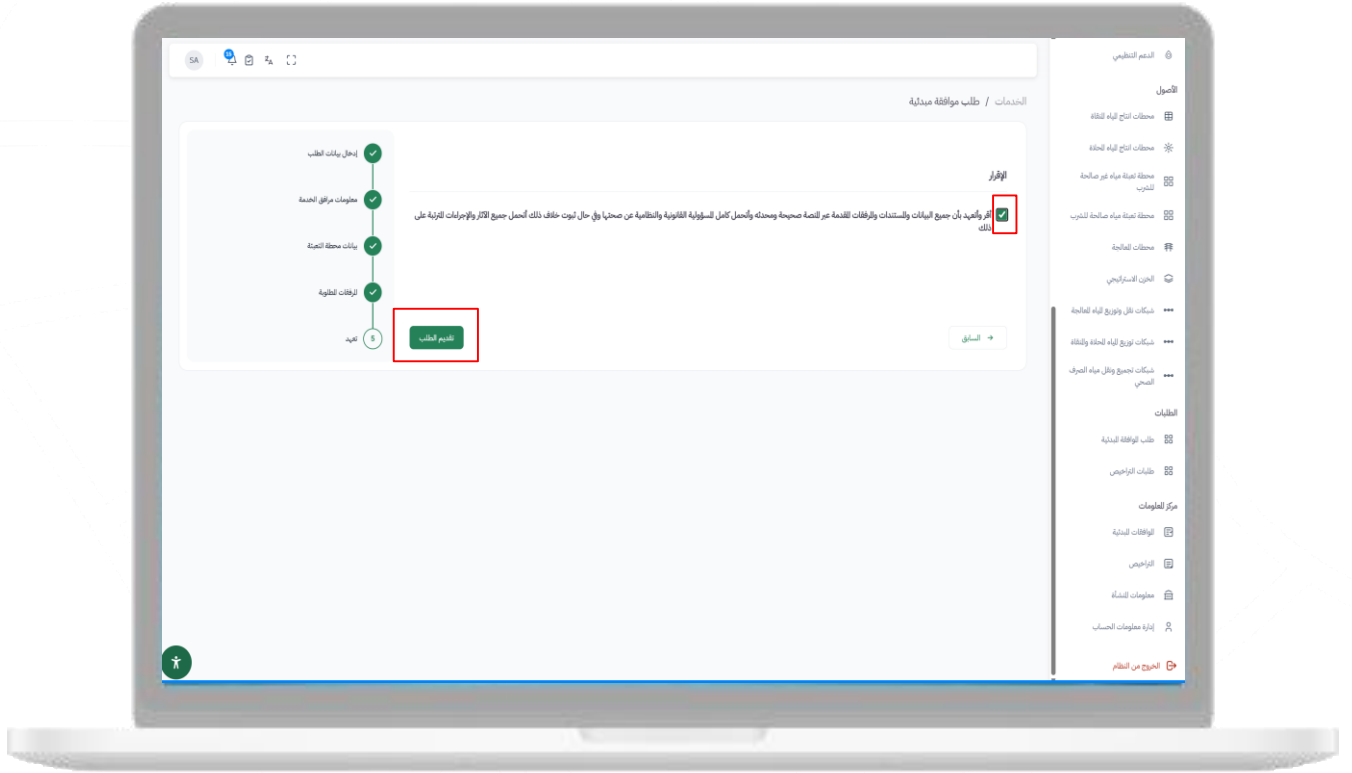 SA
الخدمات / طلب موافقة مبدئية
الدعم التنظيمي
الأصول
محطات انتاج المياه المنقاة
محطات انتاج المياه المحلاة
محطة تعبئة مياه غير صالحة
للشرب
محطة تعبئة مياه صالحة للشرب
محطات المعالجة
الخزن الاستراتيجي
شبكات نقل وتوزيع المياه المعالجة
شبكات توزيع المياه المحلاة والمنقاة
شبكات تجميع ونقل مياه الصرف
الصحي
الطلبات
طلب الموافقة المبدئية
طلبات التراخيص
مركز المعلومات
الموافقات المبدئية
التراخيص
معلومات المنشأة
إدارة معلومات الحساب
الخروج من النظام
الإقرار
أقر وأتعهد بأن جميع البيانات والمستندات والمرفقات المقدمة عبر المنصة صحيحة ومحدثه وأتحمل كامل المسؤولية القانونية والنظامية عن صحتها وفي حال ثبوت خلاف ذلك أتحمل جميع الآثار والإجراءات المترتبة على
ذلك
السابق
تقديم الطلب
إدخال بيانات الطلب
معلومات مرافق الخدمة
بيانات محطة التعبئة
المرفقات المطلوبة
5 تعهد